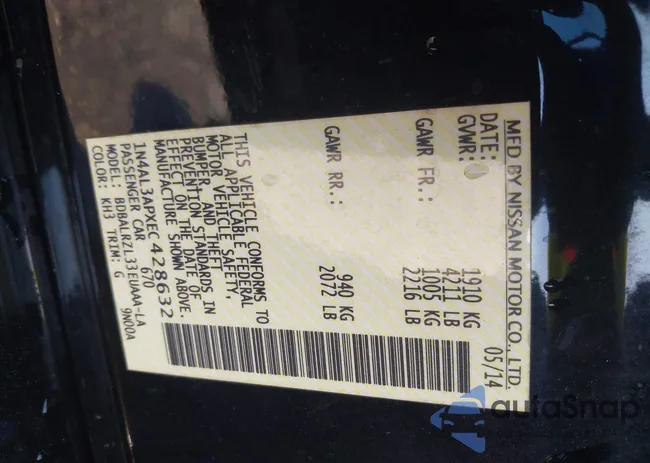 MFD BY NISSAN MOTOR CO., LTD.
DATE: 05/14
GVWR: 1910 KG
4211 LB
GAWR FR.: 1005 KG
2216 LB
GAWR RR.: 940 KG
2072 LB
THIS VEHICLE CONFORMS TO
ALL APPLICABLE FEDERAL
MOTOR VEHICLE SAFETY,
BUMPER, AND THEFT
PREVENTION STANDARDS IN
EFFECT ON THE DATE OF
MANUFACTURE SHOWN ABOVE.
1N4AL3APXEC428632
PASSENGER CAR 670
MODEL: BDBALRZL33EUAAA-LA
COLOR: KH3 TRIM: G 9N00A
autoSnap